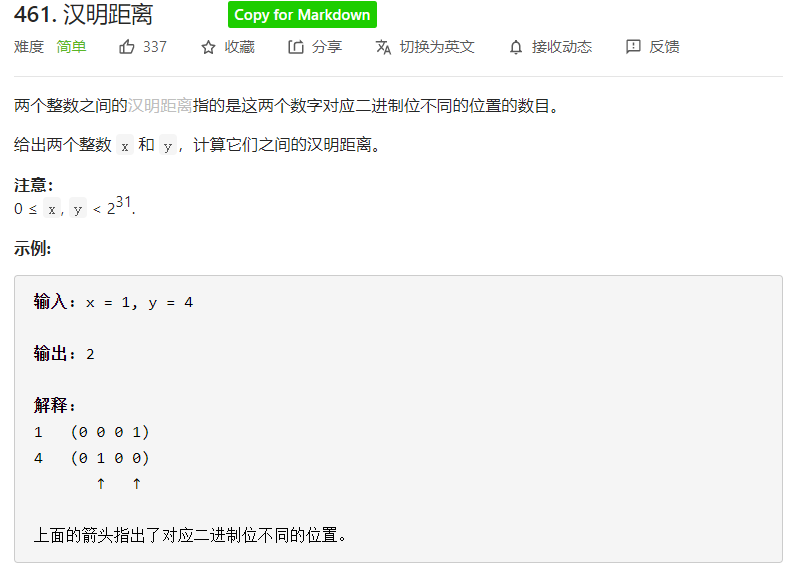 461. 汉明距离 Copy for Markdown
难度 简单 337 收藏 分享 切换为英文 接收动态 反馈
两个整数之间的汉明距离指的是这两个数字对应二进制位不同的位置的数目。
给出两个整数 x 和 y，计算它们之间的汉明距离。
注意：
0 ≤ x, y < 2³¹.
示例:
输入: x = 1, y = 4
输出: 2
解释:
1 (0 0 0 1)
4 (0 1 0 0)
↑ ↑
上面的箭头指出了对应二进制位不同的位置。